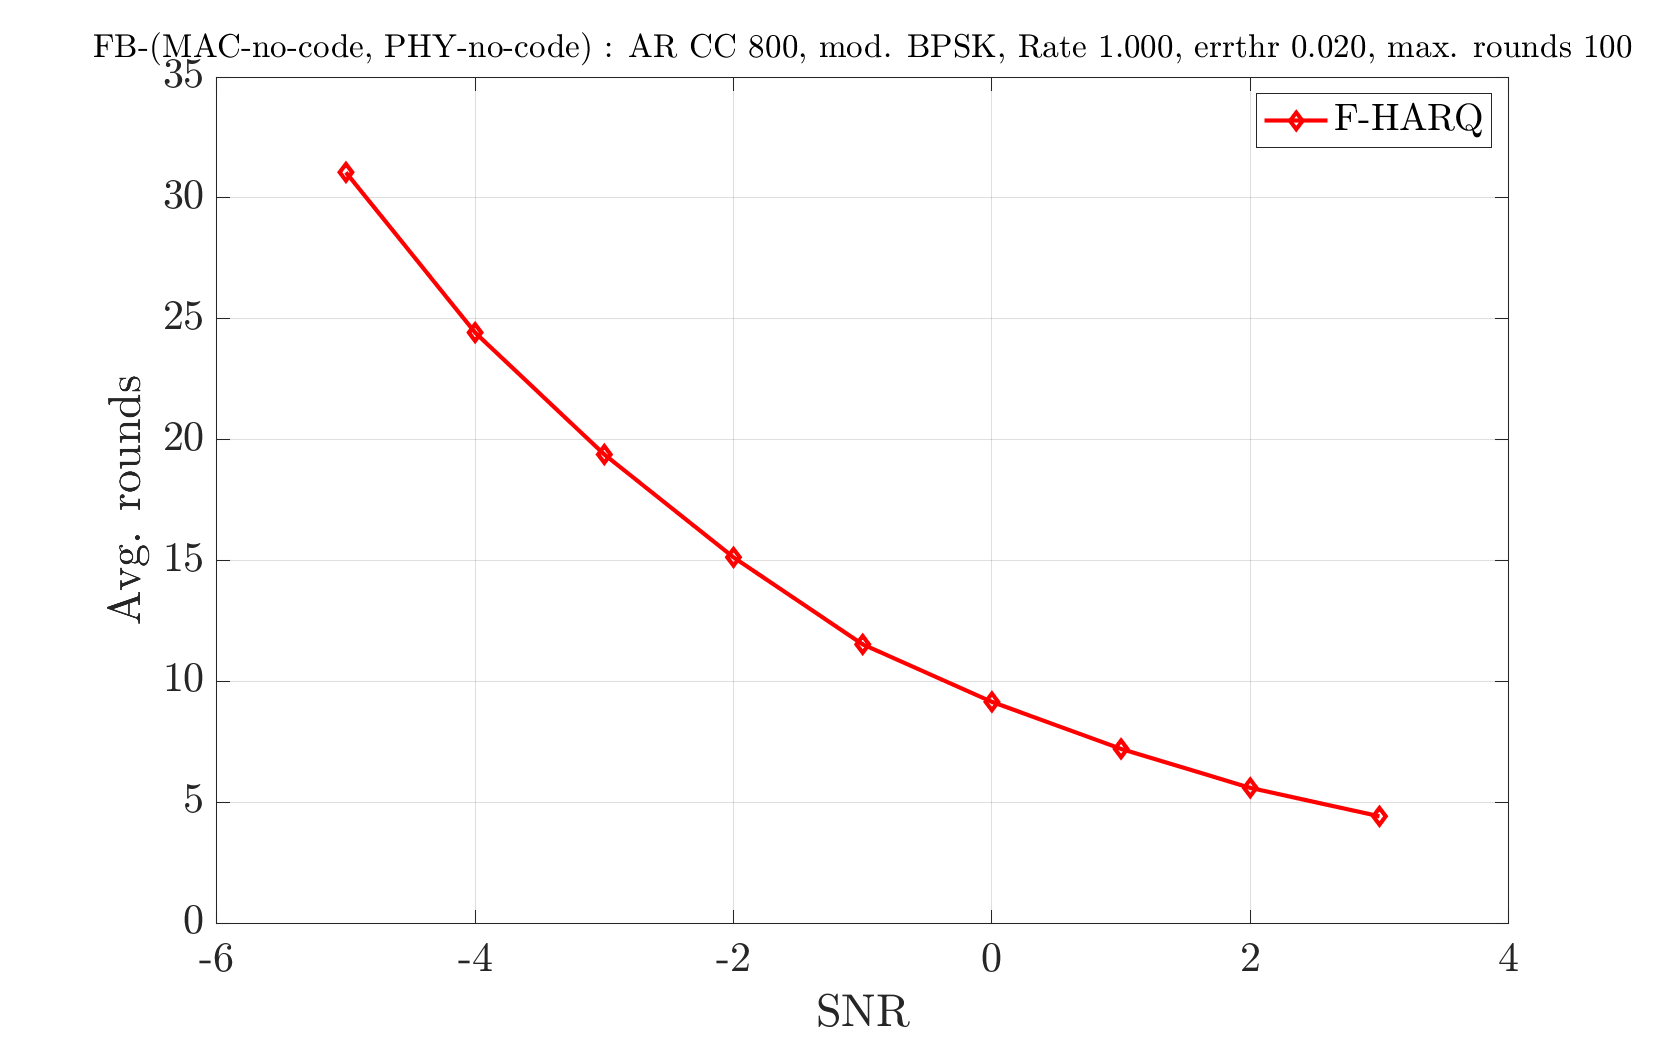 FB-(MAC-no-code, PHY-no-code) : AR CC 800, mod. BPSK, Rate 1.000, errthr 0.020, max. rounds 100
F-HARQ
35
30
25
20
15
10
5
0
Avg. rounds
-6 -4 -2 0 2 4
SNR